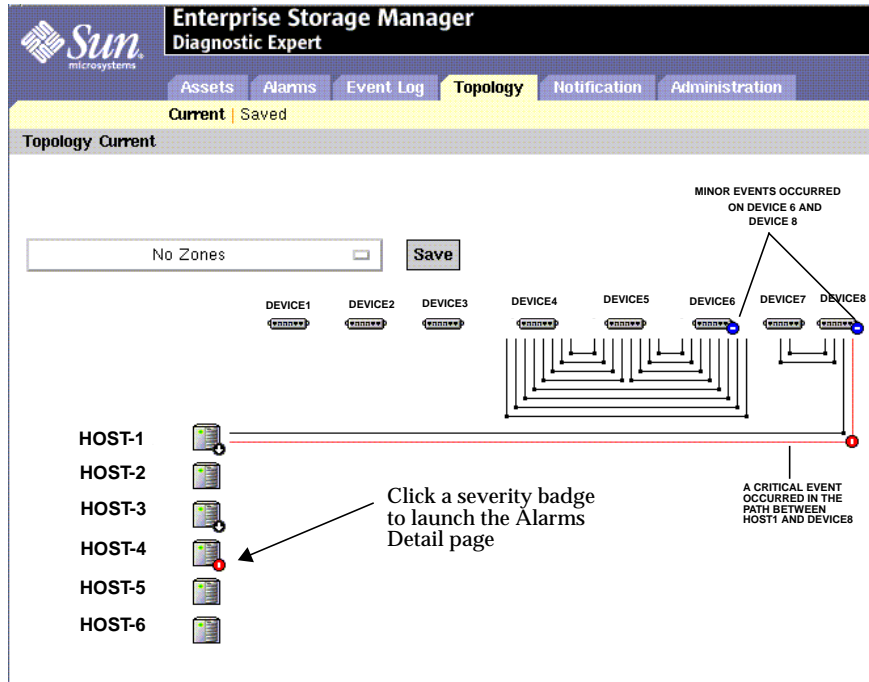 Enterprise Storage Manager
Diagnostic Expert
Sun
microsystems
Assets Alarms Event Log Topology Notification Administration
Current | Saved
Topology Current
MINOR EVENTS OCCURRED
ON DEVICE 6 AND
DEVICE 8
No Zones
Save
DEVICE1 DEVICE2 DEVICE3 DEVICE4 DEVICE5 DEVICE6 DEVICE7 DEVICE8
HOST-1
HOST-2
HOST-3
HOST-4
HOST-5
HOST-6
Click a severity badge
to launch the Alarms
Detail page
A CRITICAL EVENT
OCCURRED IN THE
PATH BETWEEN
HOST1 AND DEVICE8